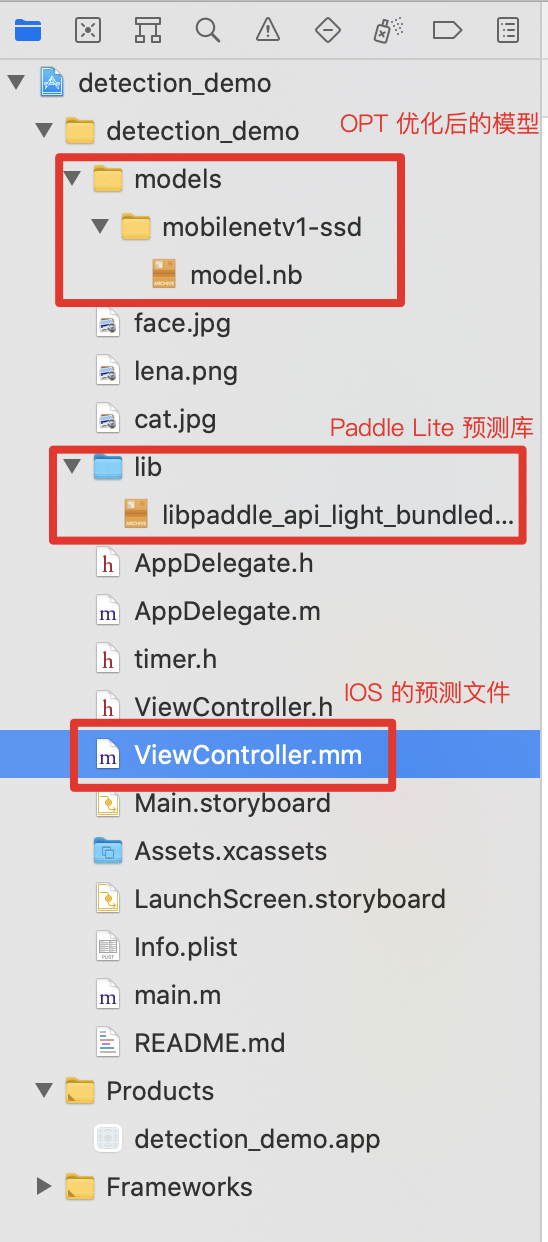 detection_demo
detection_demo
OPT 优化后的模型
models
mobilenetv1-ssd
model.nb
face.jpg
lena.png
cat.jpg
Paddle Lite 预测库
lib
libpaddle_api_light_bundled...
AppDelegate.h
AppDelegate.m
timer.h
ViewController.h
IOS 的预测文件
ViewController.mm
Main.storyboard
Assets.xcassets
LaunchScreen.storyboard
Info.plist
main.m
README.md
Products
detection_demo.app
Frameworks